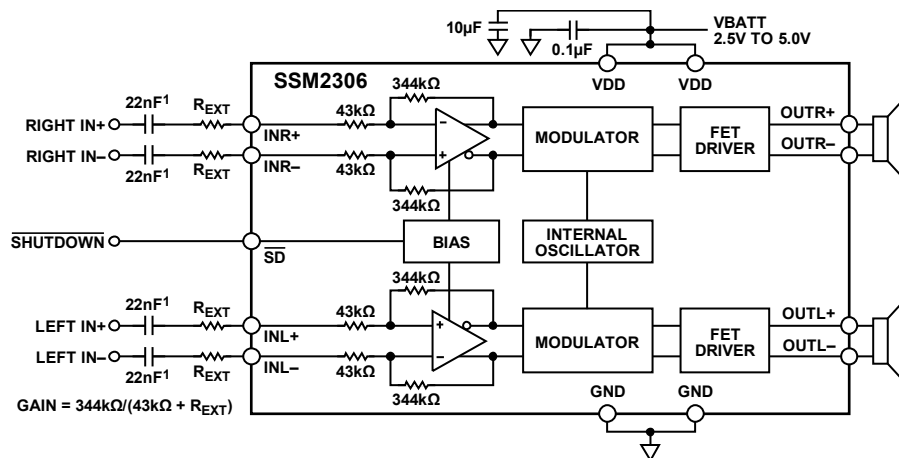 10µF
0.1µF
VBATT
2.5V TO 5.0V
SSM2306
VDD
VDD
22nF1
REXT
344kΩ
RIGHT IN+
INR+
43kΩ
MODULATOR
FET
DRIVER
OUTR+
RIGHT IN–
INR–
43kΩ
OUTR–
22nF1
REXT
344kΩ
SHUTDOWN
SD
BIAS
INTERNAL
OSCILLATOR
22nF1
REXT
344kΩ
LEFT IN+
INL+
43kΩ
MODULATOR
FET
DRIVER
OUTL+
LEFT IN–
INL–
43kΩ
OUTL–
22nF1
REXT
344kΩ
GND
GND
GAIN = 344kΩ/(43kΩ + REXT)